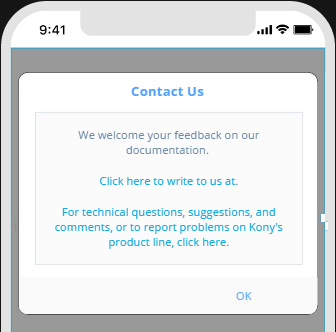 9:41
Contact Us
We welcome your feedback on our
documentation.
Click here to write to us at.
For technical questions, suggestions, and
comments, or to report problems on Kony's
product line, click here.
OK